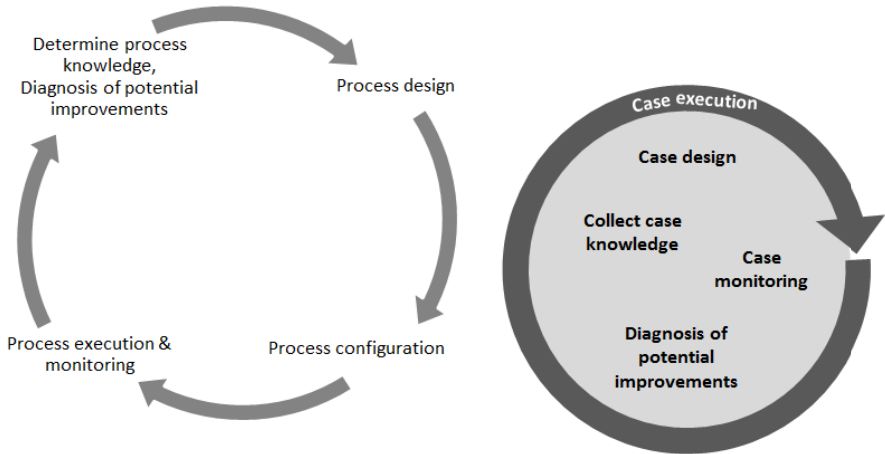 Determine process
knowledge,
Diagnosis of potential
improvements
Process design
Process configuration
Process execution &
monitoring
Case execution
Case design
Collect case
knowledge
Case
monitoring
Diagnosis of
potential
improvements